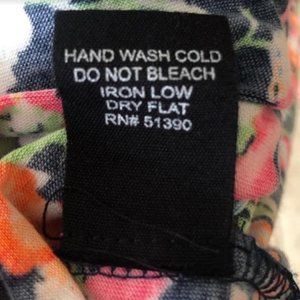 HAND WASH COLD
DO NOT BLEACH
IRON LOW
DRY FLAT
RN# 51390